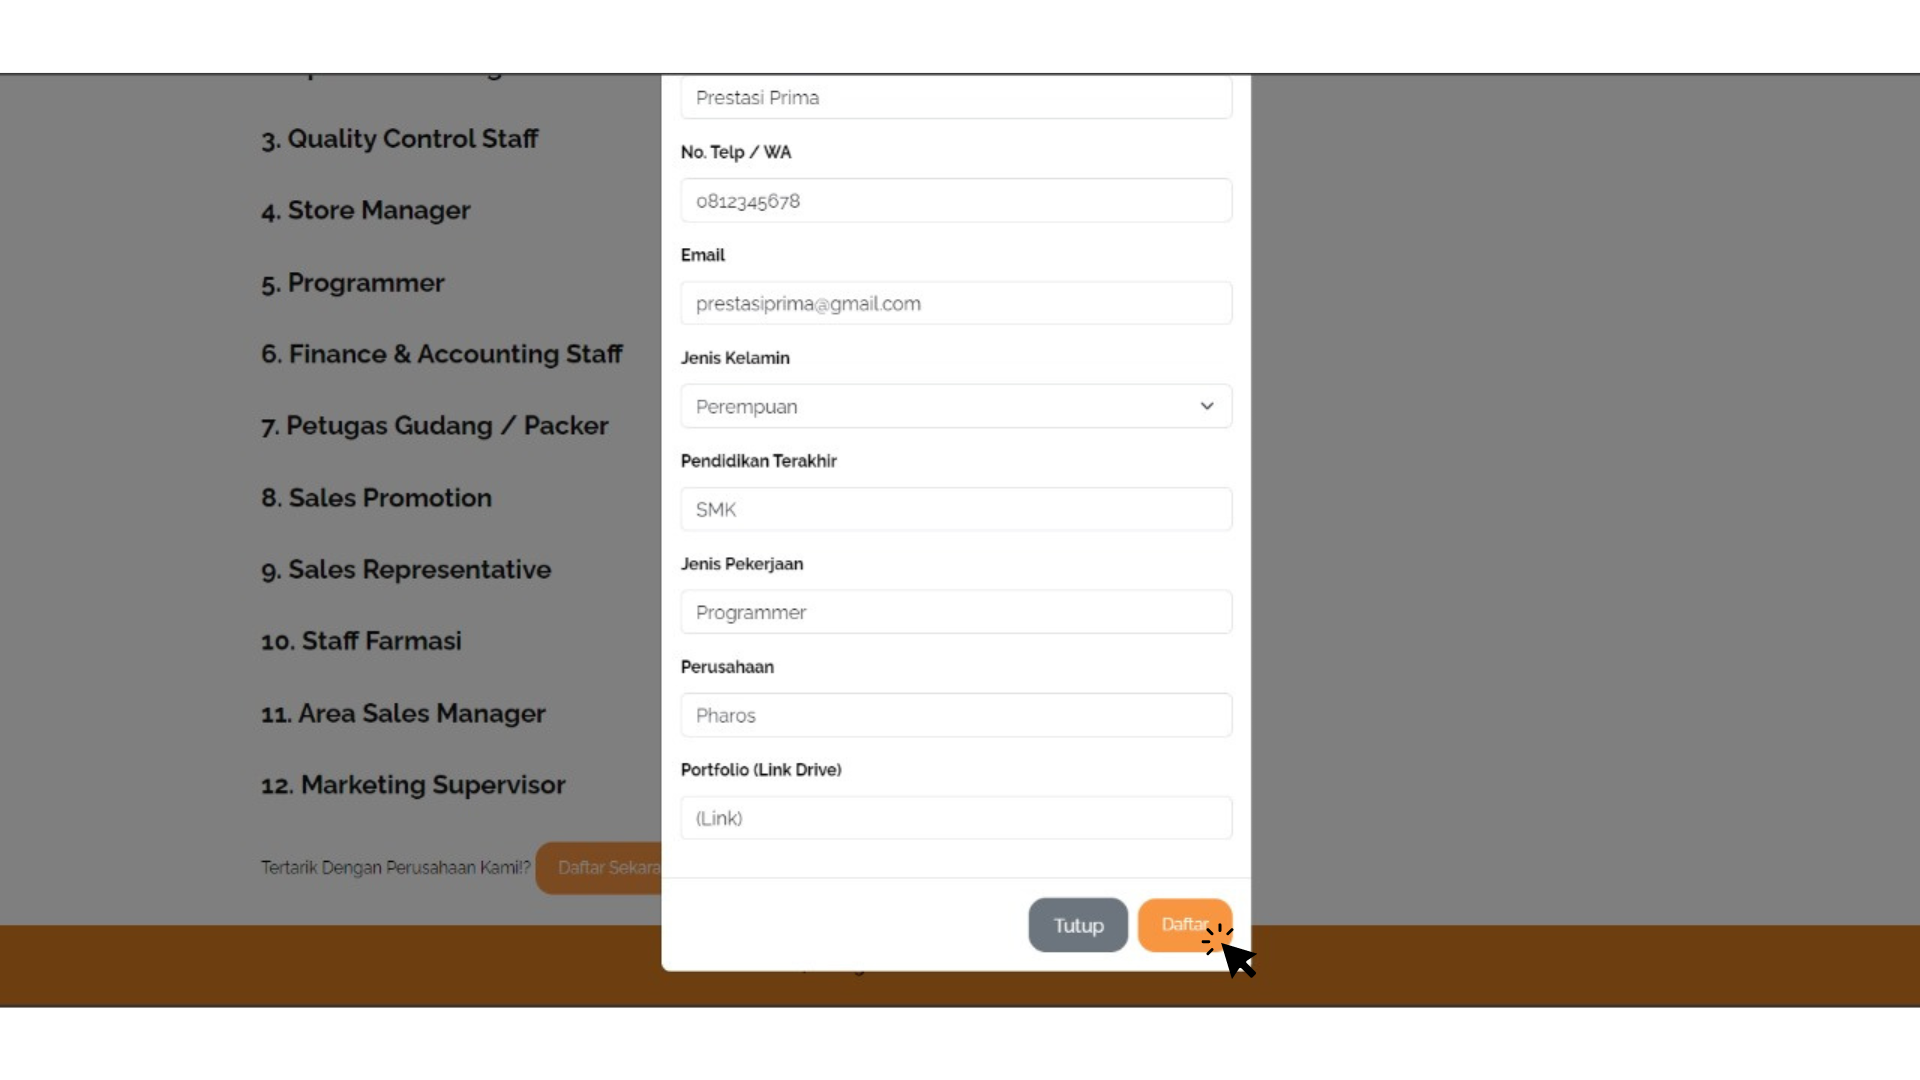 3. Quality Control Staff
4. Store Manager
5. Programmer
6. Finance & Accounting Staff
7. Petugas Gudang / Packer
8. Sales Promotion
9. Sales Representative
10. Staff Farmasi
11. Area Sales Manager
12. Marketing Supervisor
Tertarik Dengan Perusahaan Kami!? Daftar
Prestasi Prima
No. Telp / WA
0812345678
Email
prestasiprima@gmail.com
Jenis Kelamin
Perempuan
Pendidikan Terakhir
SMK
Jenis Pekerjaan
Programmer
Perusahaan
Pharos
Portfolio (Link Drive)
(Link)
Tutup
Daftar